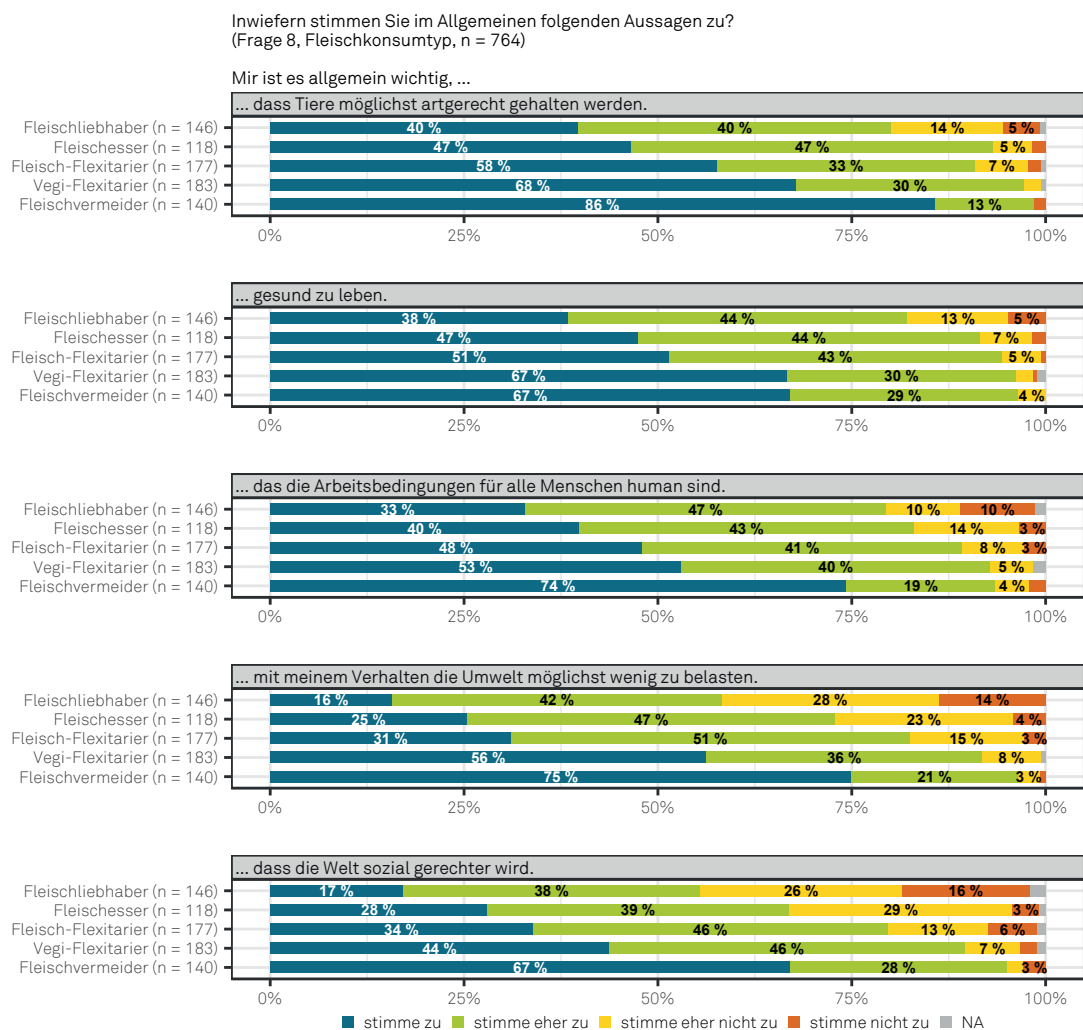 Inwiefern stimmen Sie im Allgemeinen folgenden Aussagen zu?
(Frage 8, Fleischkonsumtyp, n = 764)
Mir ist es allgemein wichtig, ...
... dass Tiere möglichst artgerecht gehalten werden.
Fleischliebhaber (n = 146) 40 % 40 % 14 % 5 %
Fleischesser (n = 118) 47 % 47 % 5 %
Fleisch-Flexitarier (n = 177) 58 % 33 % 7 %
Vegi-Flexitarier (n = 183) 68 % 30 %
Fleischvermeider (n = 140) 86 % 13 %
0% 25% 50% 75% 100%
... gesund zu leben.
Fleischliebhaber (n = 146) 38 % 44 % 13 % 5 %
Fleischesser (n = 118) 47 % 44 % 7 %
Fleisch-Flexitarier (n = 177) 51 % 43 % 5 %
Vegi-Flexitarier (n = 183) 67 % 30 %
Fleischvermeider (n = 140) 67 % 29 % 4 %
0% 25% 50% 75% 100%
... das die Arbeitsbedingungen für alle Menschen human sind.
Fleischliebhaber (n = 146) 33 % 47 % 10 % 10 %
Fleischesser (n = 118) 40 % 43 % 14 % 3 %
Fleisch-Flexitarier (n = 177) 48 % 41 % 8 % 3 %
Vegi-Flexitarier (n = 183) 53 % 40 % 5 %
Fleischvermeider (n = 140) 74 % 19 % 4 %
0% 25% 50% 75% 100%
... mit meinem Verhalten die Umwelt möglichst wenig zu belasten.
Fleischliebhaber (n = 146) 16 % 42 % 28 % 14 %
Fleischesser (n = 118) 25 % 47 % 23 % 4 %
Fleisch-Flexitarier (n = 177) 31 % 51 % 15 % 3 %
Vegi-Flexitarier (n = 183) 56 % 36 % 8 %
Fleischvermeider (n = 140) 75 % 21 % 3 %
0% 25% 50% 75% 100%
... dass die Welt sozial gerechter wird.
Fleischliebhaber (n = 146) 17 % 38 % 26 % 16 %
Fleischesser (n = 118) 28 % 39 % 29 % 3 %
Fleisch-Flexitarier (n = 177) 34 % 46 % 13 % 6 %
Vegi-Flexitarier (n = 183) 44 % 46 % 7 %
Fleischvermeider (n = 140) 67 % 28 % 3 %
0% 25% 50% 75% 100%
stimme zu stimme eher zu stimme eher nicht zu stimme nicht zu NA